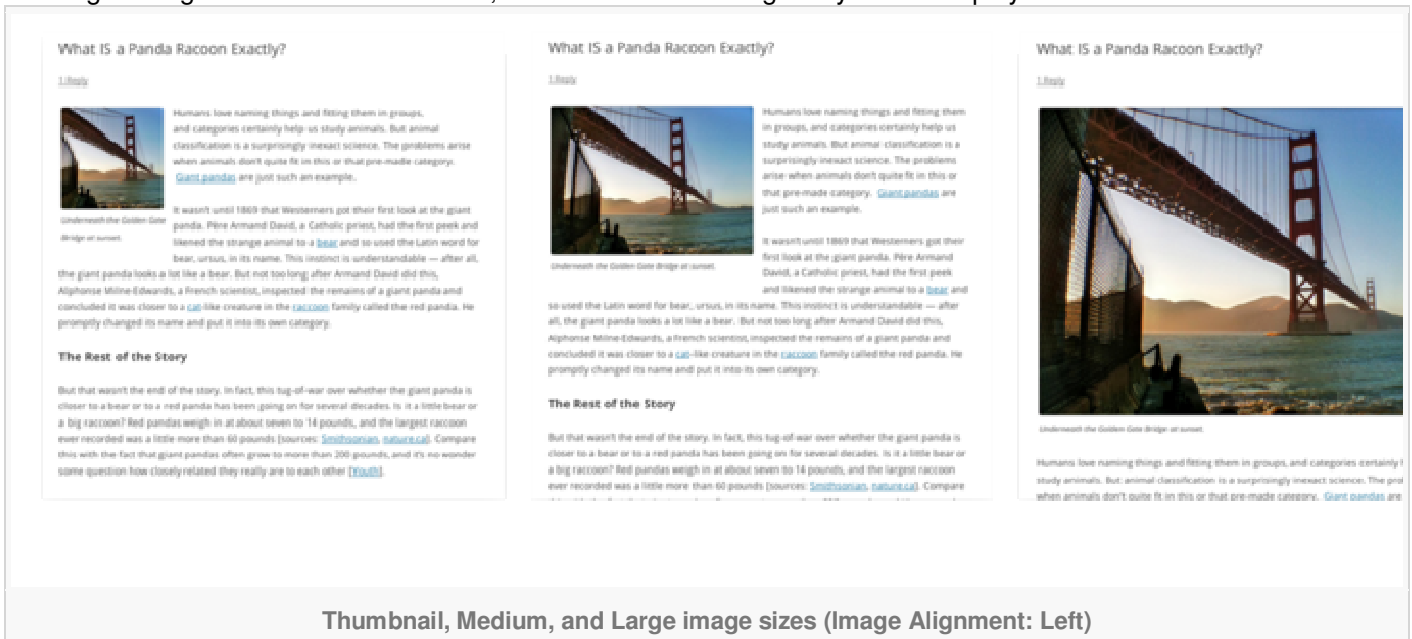 What IS a Panda Racoon Exactly?
1 Reply
Humans love naming things and fitting them in groups,
and categories certainly help us study animals. But animal
classification is a surprisingly inexact science. The problems arise
when animals don't quite fit in this or that pre-made category.
Giant pandas are just such an example.
Underneath the Golden Gate
Bridge at sunset.
It wasn't until 1869 that Westerners got their first look at the giant
panda. Père Armand David, a Catholic priest, had the first peek and
likened the strange animal to a bear and so used the Latin word for
bear, ursus, in its name. This instinct is understandable — after all,
the giant panda looks a lot like a bear. But not too long after Armand David did this,
Alphonse Milne-Edwards, a French scientist, inspected the remains of a giant panda and
concluded it was closer to a cat-like creature in the raccoon family called the red panda. He
promptly changed its name and put it into its own category.
The Rest of the Story
But that wasn't the end of the story. In fact, this tug-of-war over whether the giant panda is
closer to a bear or to a red panda has been going on for several decades. Is it a little bear or
a big raccoon? Red pandas weigh in at about seven to 14 pounds, and the largest raccoon
ever recorded was a little more than 60 pounds [sources: Smithsonian, nature.ca]. Compare
this with the fact that giant pandas often grow to more than 200 pounds, and it's no wonder
some question how closely related they really are to each other [Youth].
What IS a Panda Racoon Exactly?
1 Reply
Humans love naming things and fitting them
in groups, and categories certainly help us
study animals. But animal classification is a
surprisingly inexact science. The problems
arise when animals don't quite fit in this or
that pre-made category. Giant pandas are
just such an example.
It wasn't until 1869 that Westerners got their
first look at the giant panda. Père Armand
David, a Catholic priest, had the first peek
and likened the strange animal to a bear and
Underneath the Golden Gate Bridge at sunset.
so used the Latin word for bear, ursus, in its name. This instinct is understandable — after
all, the giant panda looks a lot like a bear. But not too long after Armand David did this,
Alphonse Milne-Edwards, a French scientist, inspected the remains of a giant panda and
concluded it was closer to a cat-like creature in the raccoon family called the red panda. He
promptly changed its name and put it into its own category.
The Rest of the Story
But that wasn't the end of the story. In fact, this tug-of-war over whether the giant panda is
closer to a bear or to a red panda has been going on for several decades. Is it a little bear or
a big raccoon? Red pandas weigh in at about seven to 14 pounds, and the largest raccoon
ever recorded was a little more than 60 pounds [sources: Smithsonian, nature.ca]. Compare
What IS a Panda Racoon Exactly?
1 Reply
Underneath the Golden Gate Bridge at sunset.
Humans love naming things and fitting them in groups, and categories certainly
study animals. But animal classification is a surprisingly inexact science. The
when animals don't quite fit in this or that pre-made category. Giant pandas are
Thumbnail, Medium, and Large image sizes (Image Alignment: Left)